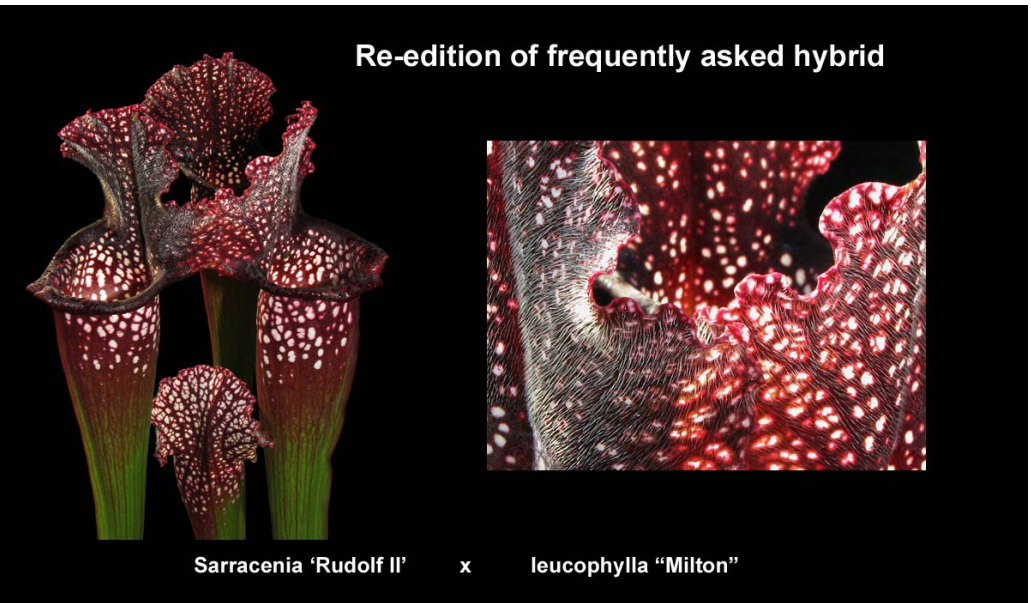 Re-edition of frequently asked hybrid
Sarracenia ‘Rudolf II’ x leucophylla “Milton”